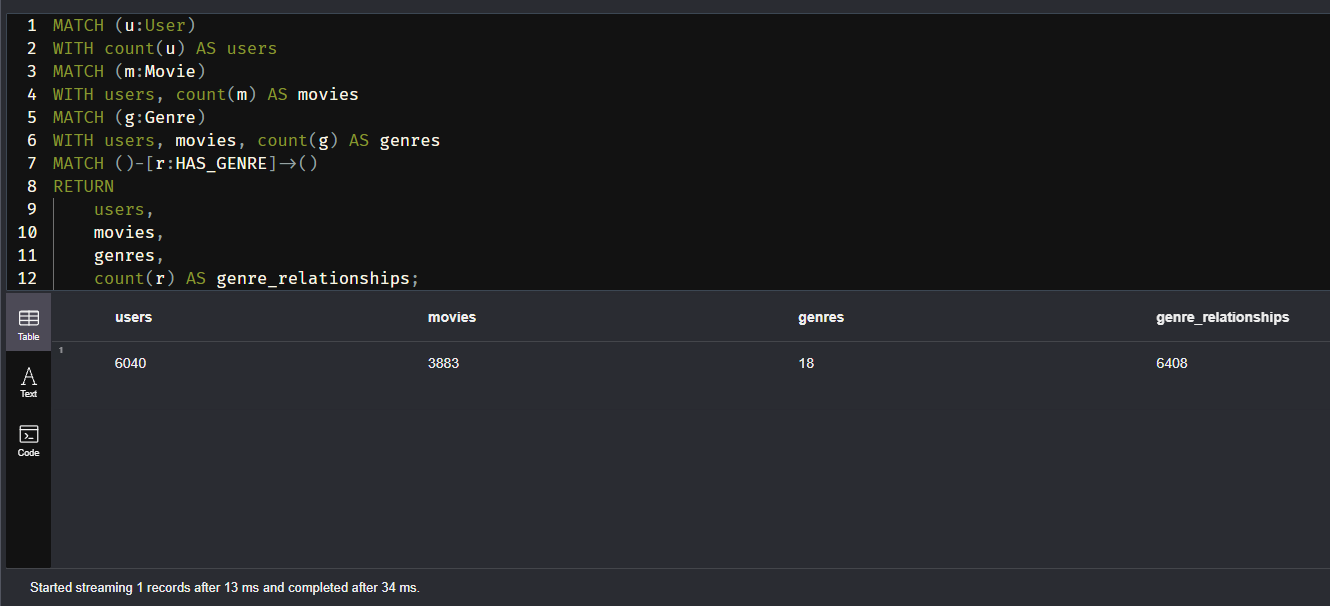 1 MATCH (u:User)
2 WITH count(u) AS users
3 MATCH (m:Movie)
4 WITH users, count(m) AS movies
5 MATCH (g:Genre)
6 WITH users, movies, count(g) AS genres
7 MATCH ()-[r:HAS_GENRE]->()
8 RETURN
9 users,
10 movies,
11 genres,
12 count(r) AS genre_relationships;
Table
Text
Code
users movies genres genre_relationships
1
6040 3883 18 6408
Started streaming 1 records after 13 ms and completed after 34 ms.